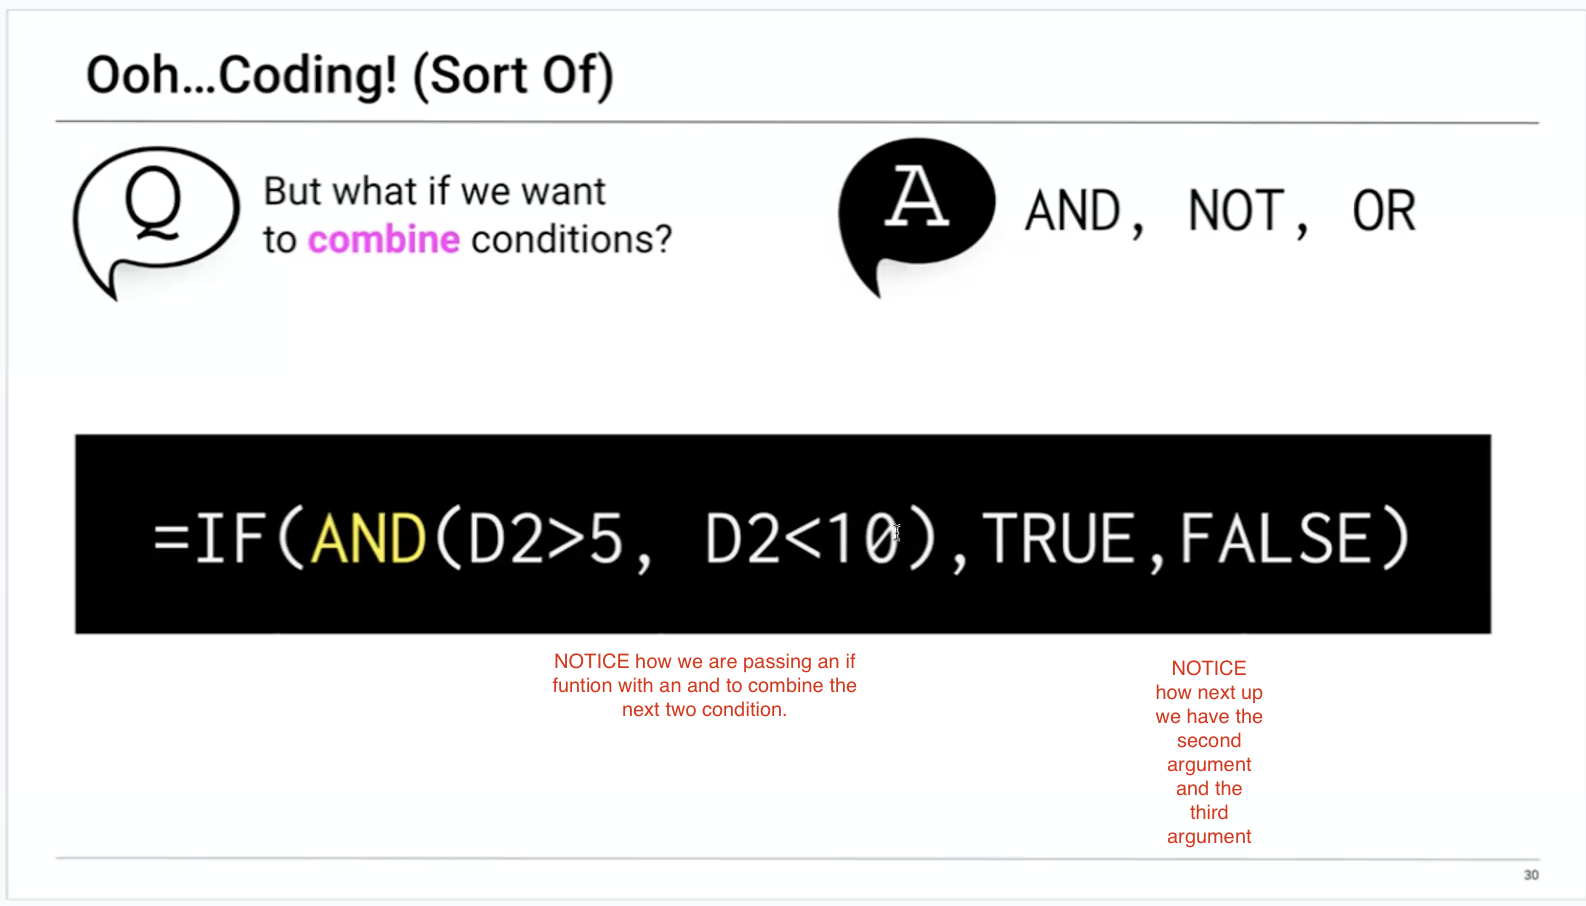 Ooh...Coding! (Sort Of)
Q
But what if we want
to combine conditions?
A
AND, NOT, OR
=IF(AND(D2>5, D2<10),TRUE,FALSE)
NOTICE how we are passing an if
funtion with an and to combine the
next two condition.
NOTICE
how next up
we have the
second
argument
and the
third
argument
30